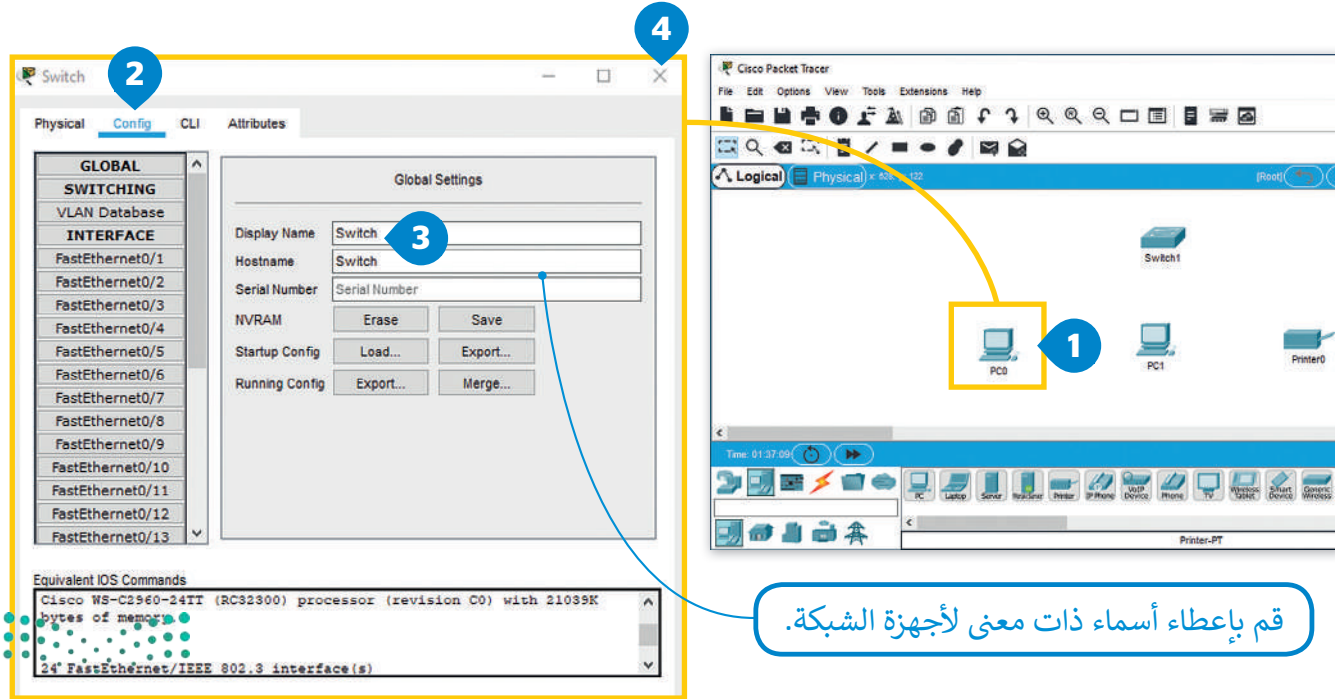 4
Switch
2
Physical Config CLI Attributes
GLOBAL
SWITCHING
VLAN Database
INTERFACE
FastEthernet0/1
FastEthernet0/2
FastEthernet0/3
FastEthernet0/4
FastEthernet0/5
FastEthernet0/6
FastEthernet0/7
FastEthernet0/8
FastEthernet0/9
FastEthernet0/10
FastEthernet0/11
FastEthernet0/12
FastEthernet0/13
Global Settings
Display Name Switch
3
Hostname Switch
Serial Number Serial Number
NVRAM Erase Save
Startup Config Load... Export...
Running Config Export... Merge...
Equivalent IOS Commands
Cisco WS-C2960-24TT (RC32300) processor (revision C0) with 21039K
bytes of memory.
24 FastEthernet/IEEE 802.3 interface(s)
Cisco Packet Tracer
File Edit Options View Tools Extensions Help
Logical Physical [Root]
Switch1
PC0
1
PC1
Printer0
Time: 01:37:09
PC Laptop Server Printer IP Phone VoIP Device Phone TV Wireless Tablet Smart Device Generic Wireless
Printer-PT
قم بإعطاء أسماء ذات معنى لأجهزة الشبكة.